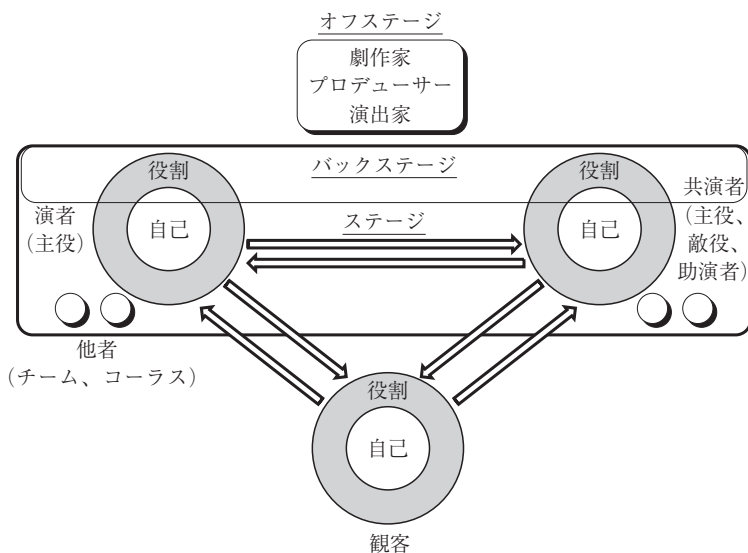 オフステージ
劇作家
プロデューサー
演出家
バックステージ
役割
役割
演者
(主役)
自己
ステージ
自己
共演者
(主役、
敵役、
助演者)
他者
(チーム、コーラス)
役割
自己
観客